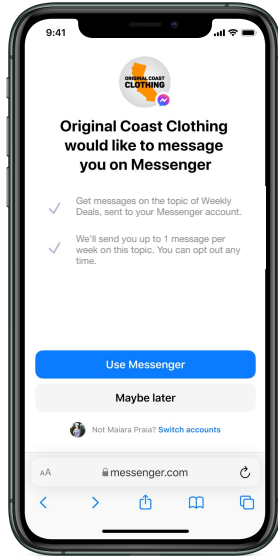 9:41
ORIGINAL COAST
CLOTHING
Original Coast Clothing
would like to message
you on Messenger
Get messages on the topic of Weekly
Deals, sent to your Messenger account.
We'll send you up to 1 message per
week on this topic. You can opt out any
time.
Use Messenger
Maybe later
Not Maiara Praia? Switch accounts
AA
messenger.com